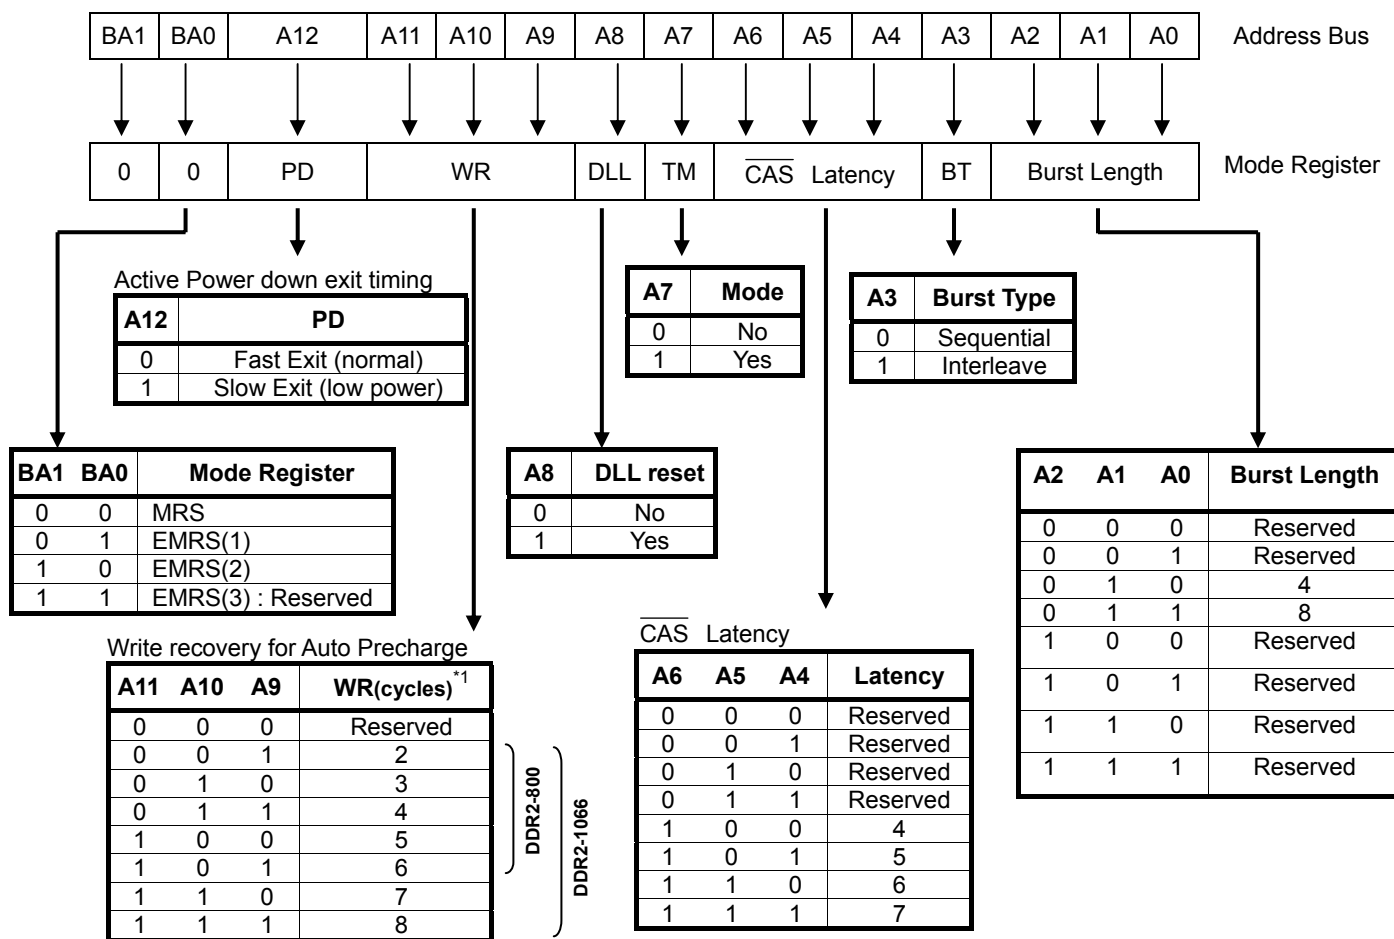 BA1 BA0 A12 A11 A10 A9 A8 A7 A6 A5 A4 A3 A2 A1 A0 Address Bus
0 0 PD WR DLL TM CAS Latency BT Burst Length Mode Register
Active Power down exit timing
A12 PD
0 Fast Exit (normal)
1 Slow Exit (low power)
A7 Mode
0 No
1 Yes
A3 Burst Type
0 Sequential
1 Interleave
BA1 BA0 Mode Register
0 0 MRS
0 1 EMRS(1)
1 0 EMRS(2)
1 1 EMRS(3) : Reserved
A8 DLL reset
0 No
1 Yes
A2 A1 A0 Burst Length
0 0 0 Reserved
0 0 1 Reserved
0 1 0 4
0 1 1 8
1 0 0 Reserved
1 0 1 Reserved
1 1 0 Reserved
1 1 1 Reserved
Write recovery for Auto Precharge
A11 A10 A9 WR(cycles)*1
0 0 0 Reserved
0 0 1 2
0 1 0 3
0 1 1 4
1 0 0 5
1 0 1 6
1 1 0 7
1 1 1 8
DDR2-800
DDR2-1066
CAS Latency
A6 A5 A4 Latency
0 0 0 Reserved
0 0 1 Reserved
0 1 0 Reserved
0 1 1 Reserved
1 0 0 4
1 0 1 5
1 1 0 6
1 1 1 7